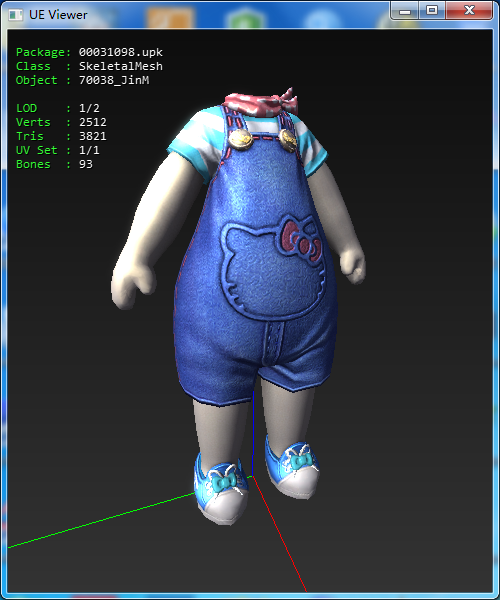 UE Viewer
Package: 00031098.upk
Class  : SkeletalMesh
Object : 70038_JinM
LOD    : 1/2
Verts  : 2512
Tris   : 3821
UV Set : 1/1
Bones  : 93